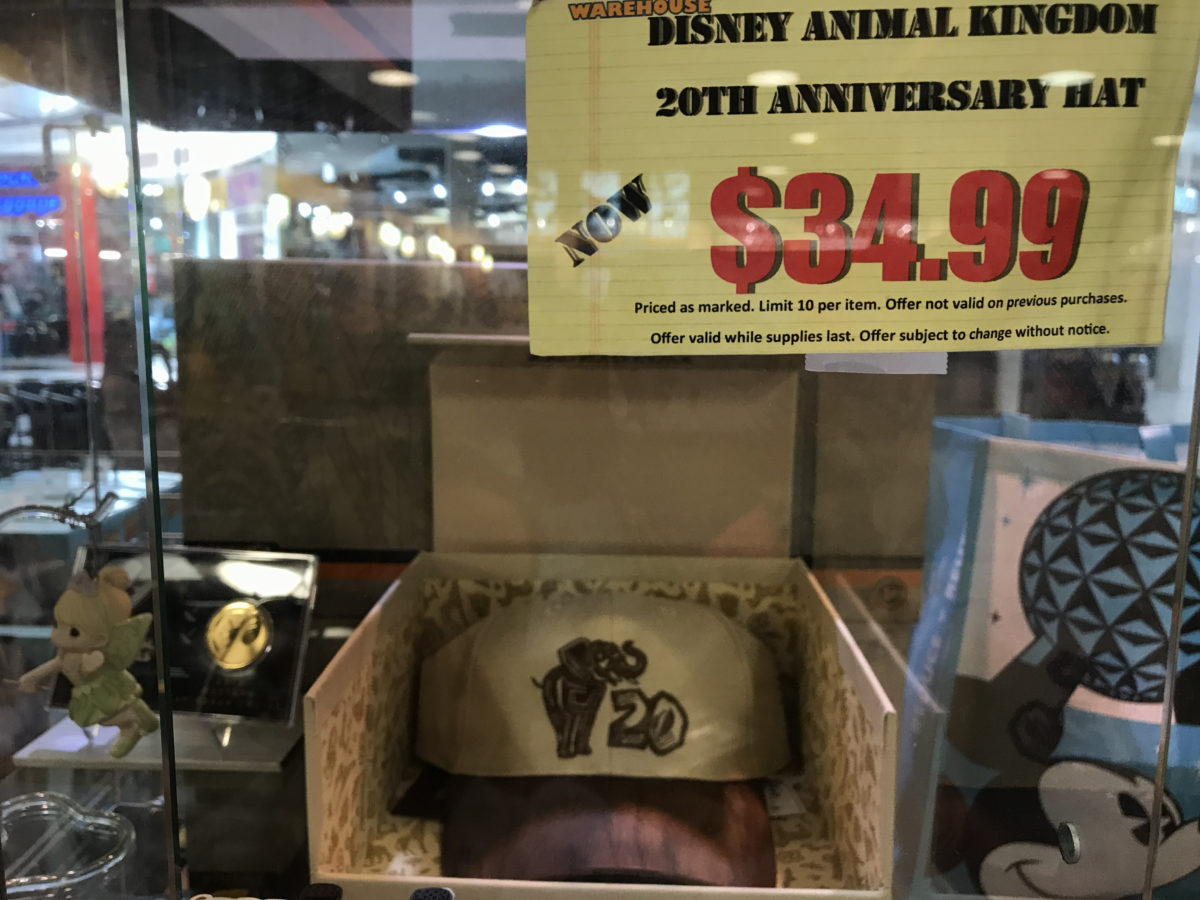 WAREHOUSE
DISNEY ANIMAL KINGDOM
20TH ANNIVERSARY HAT
NOW
$34.99
Priced as marked. Limit 10 per item. Offer not valid on previous purchases.
Offer valid while supplies last. Offer subject to change without notice.
20